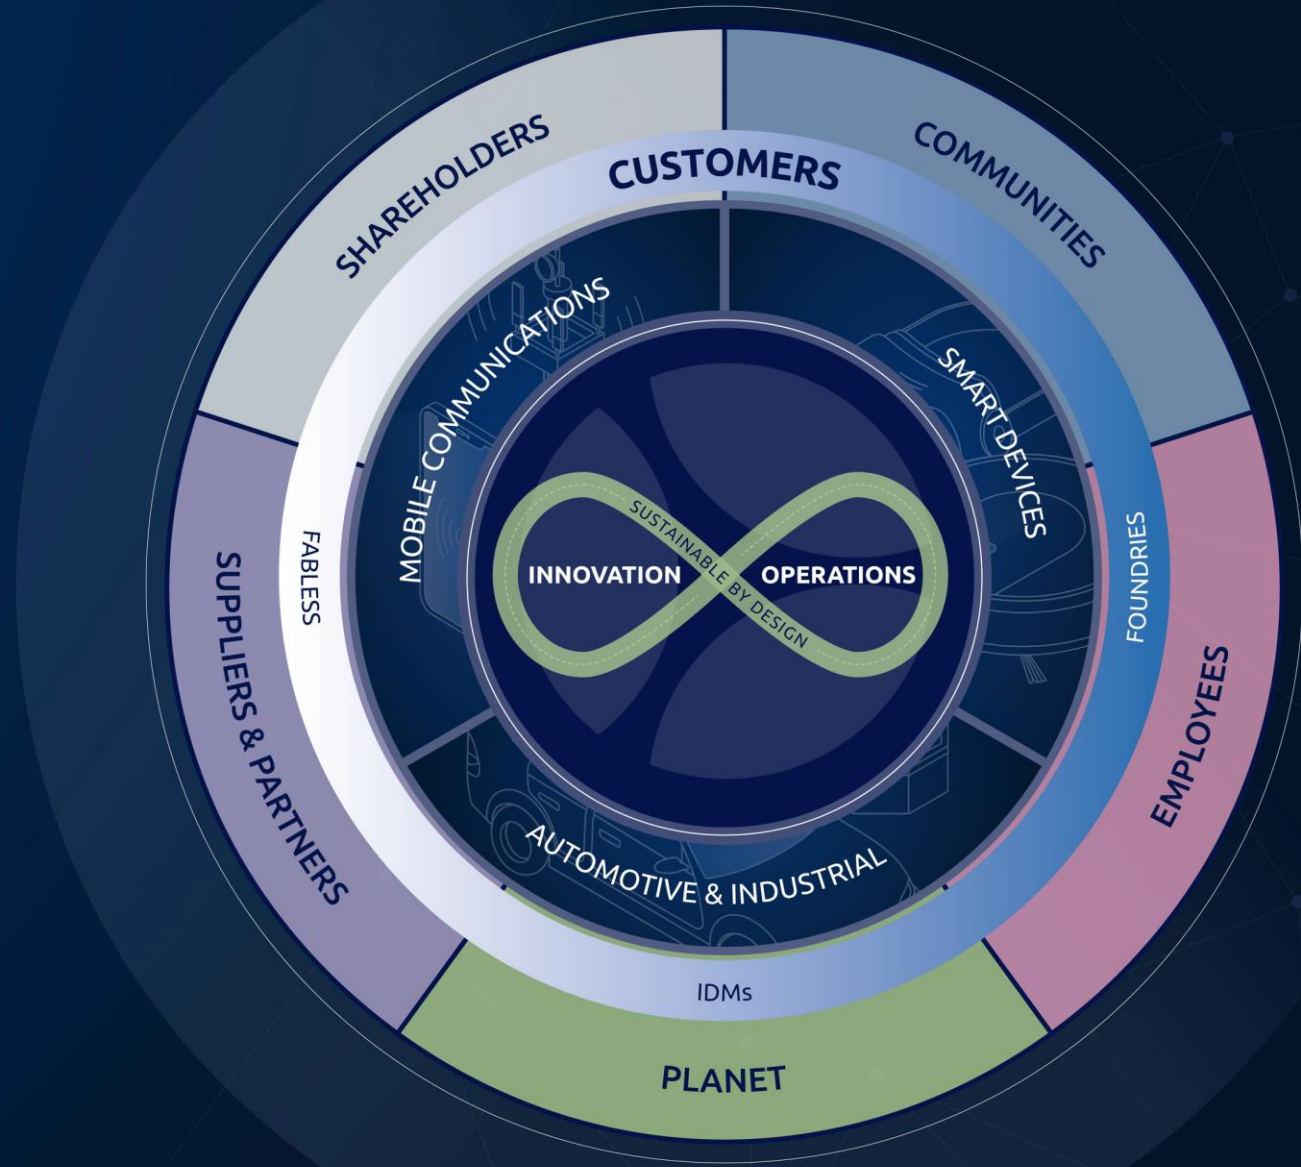 SHAREHOLDERS
COMMUNITIES
CUSTOMERS
MOBILE COMMUNICATIONS
SMART DEVICES
FABLESS
FOUNDRIES
SUSTAINABLE BY DESIGN
INNOVATION
OPERATIONS
SUPPLIERS & PARTNERS
EMPLOYEES
AUTOMOTIVE & INDUSTRIAL
IDMs
PLANET